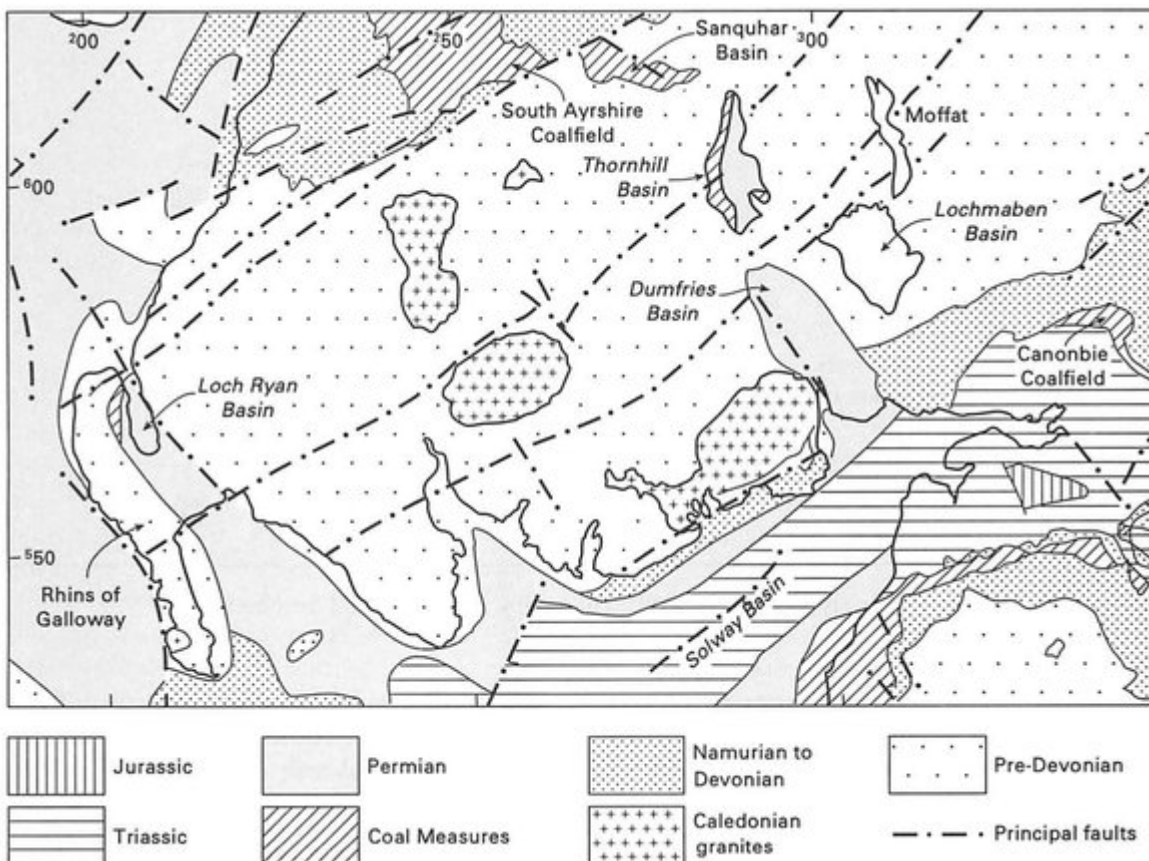 200
250
300
Sanquhar
Basin
South Ayrshire
Coalfield
Moffat
Thornhill
Basin
600
Lochmaben
Basin
Dumfries
Basin
Canonbie
Coalfield
Loch Ryan
Basin
550
Rhins of
Galloway
Solway Basin
Jurassic
Permian
Namurian to
Devonian
Pre-Devonian
Triassic
Coal Measures
Caledonian
granites
Principal faults